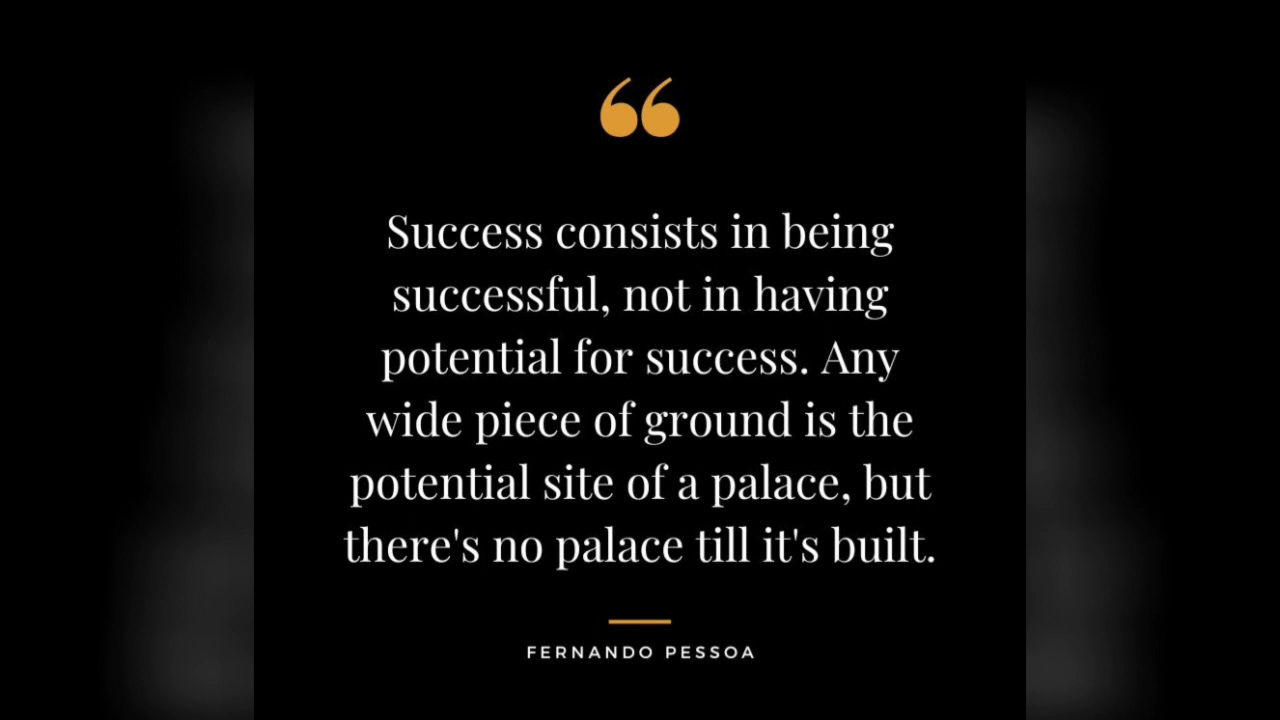 “
Success consists in being
successful, not in having
potential for success. Any
wide piece of ground is the
potential site of a palace, but
there's no palace till it's built.
FERNANDO PESSOA